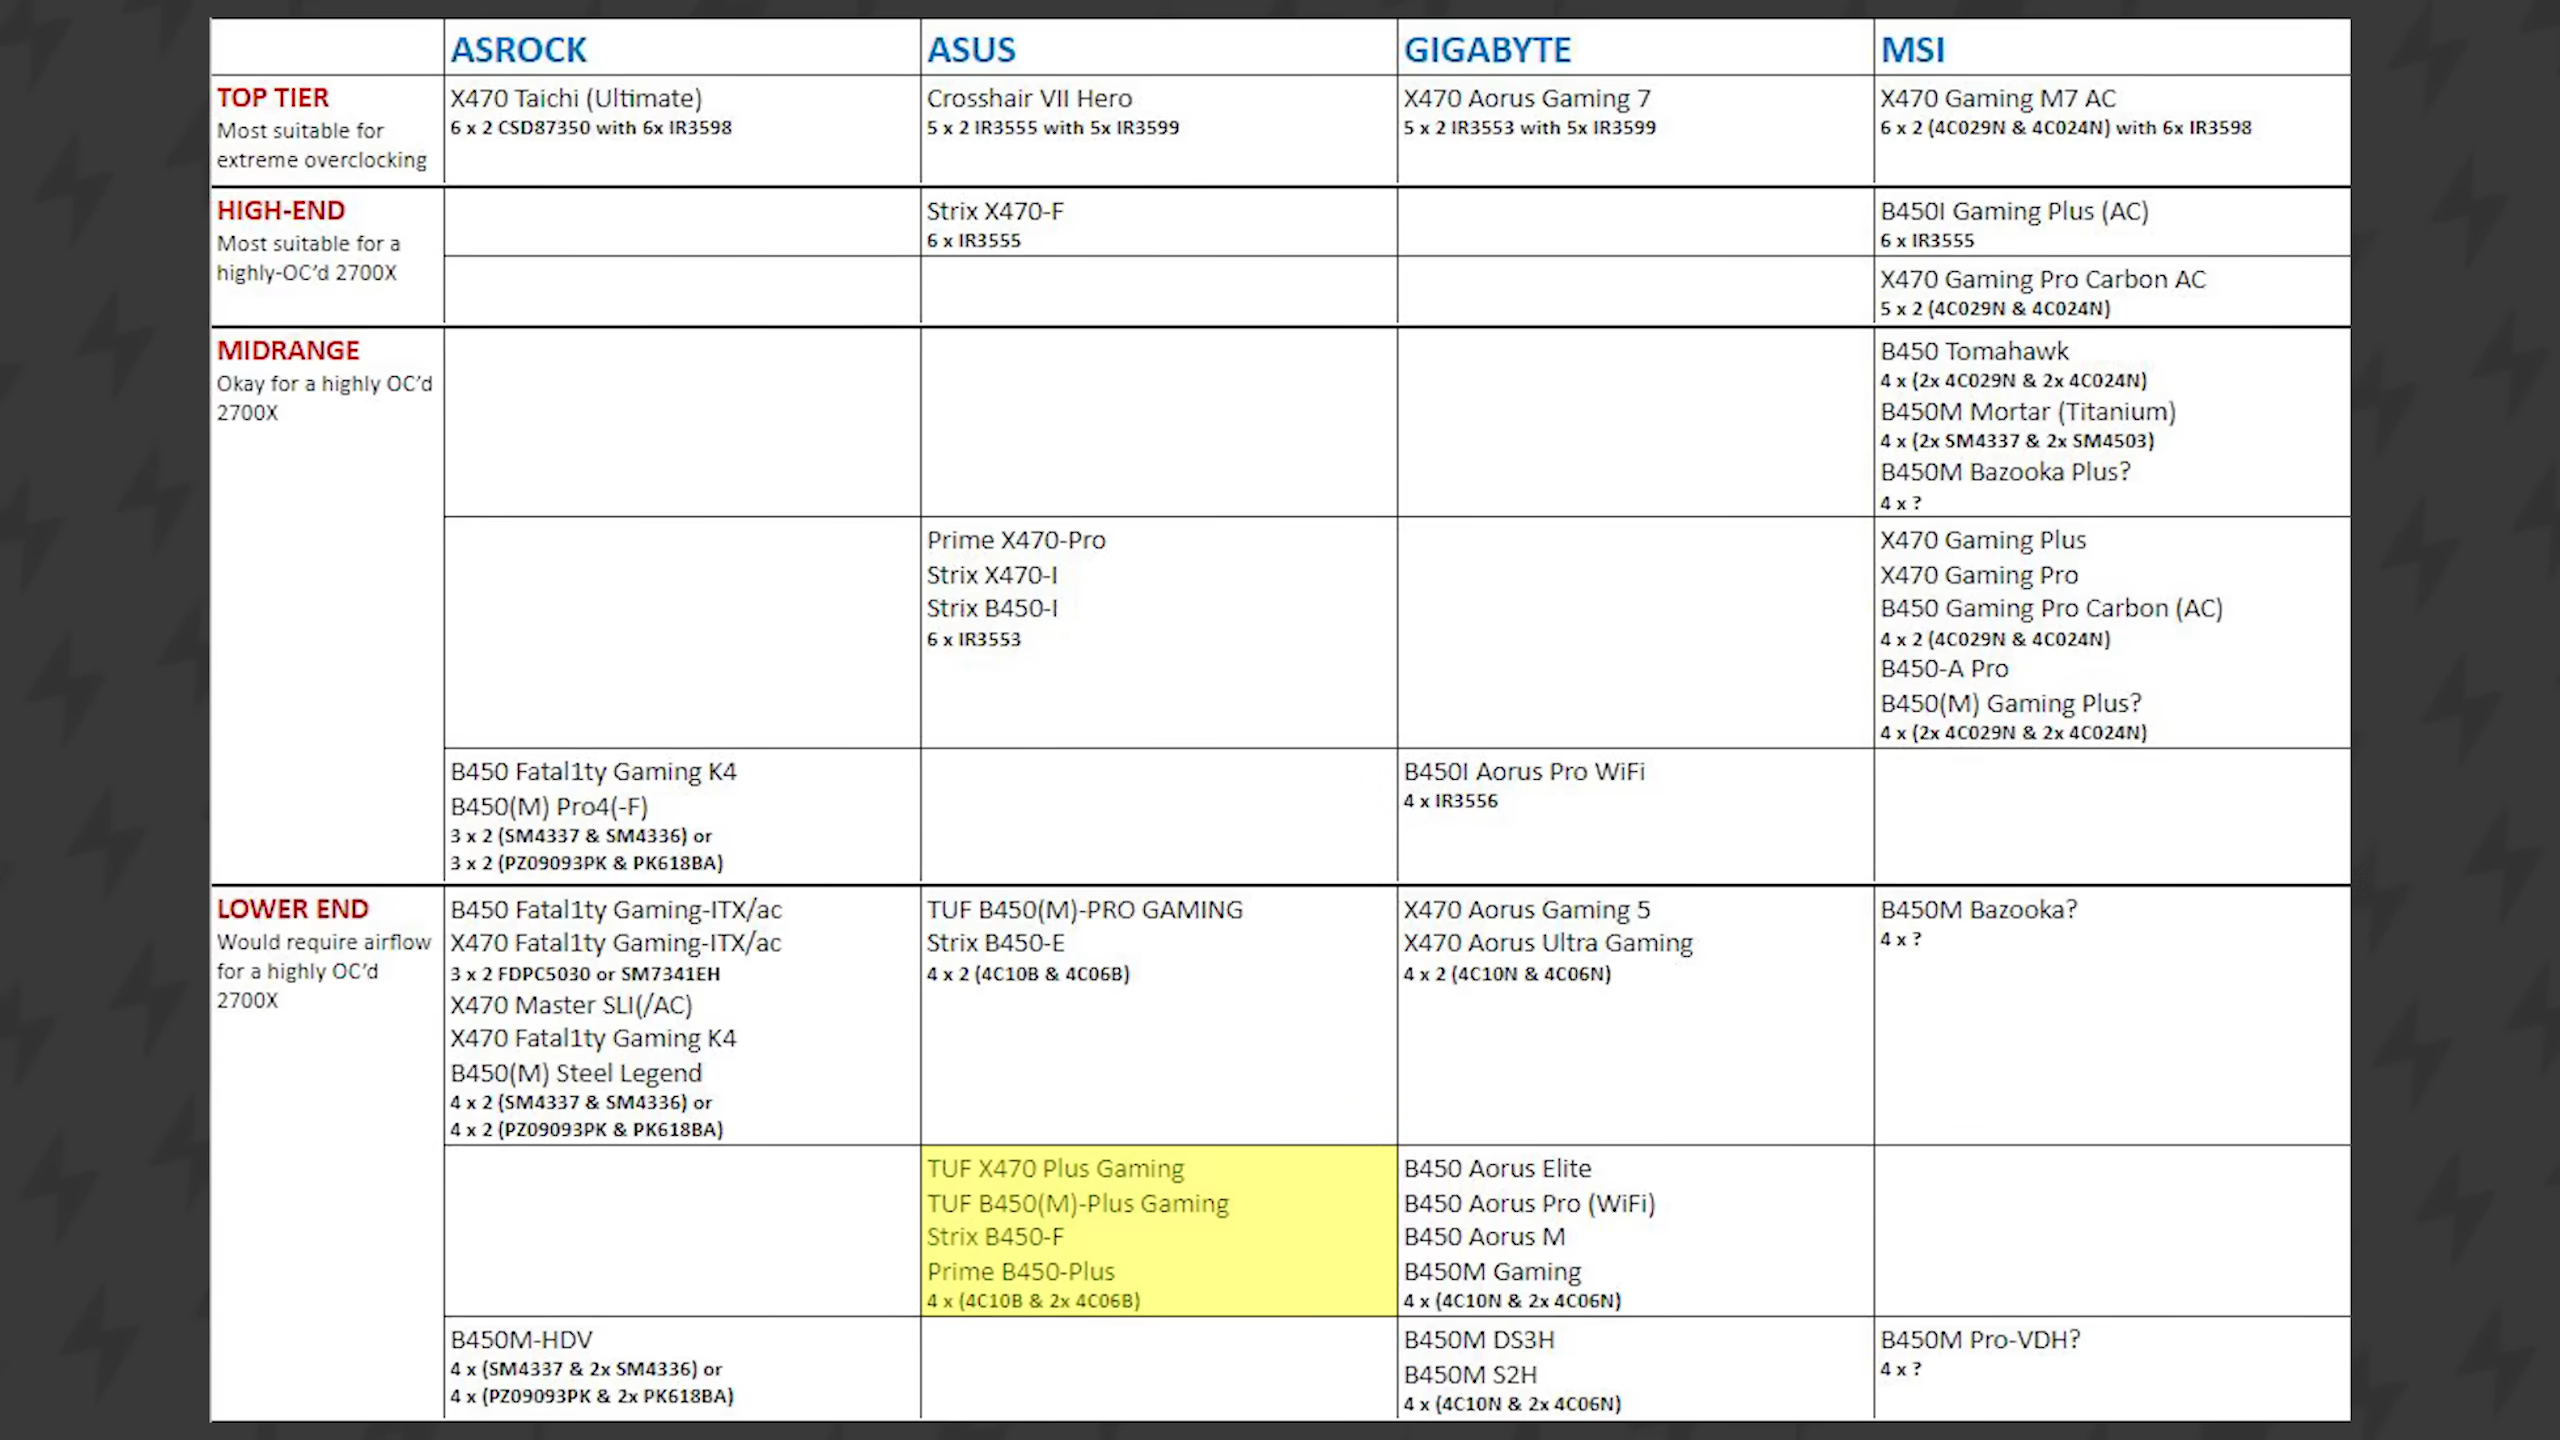 ASROCK
ASUS
GIGABYTE
MSI
TOP TIER
Most suitable for
extreme overclocking
X470 Taichi (Ultimate)
6 x 2 CSD87350 with 6x IR3598
Crosshair VII Hero
5 x 2 IR3555 with 5x IR3599
X470 Aorus Gaming 7
5 x 2 IR3553 with 5x IR3599
X470 Gaming M7 AC
6 x 2 (4C029N & 4C024N) with 6x IR3598
HIGH-END
Most suitable for a
highly-OC'd 2700X
Strix X470-F
6 x IR3555
B450I Gaming Plus (AC)
6 x IR3555
X470 Gaming Pro Carbon AC
5 x 2 (4C029N & 4C024N)
MIDRANGE
Okay for a highly OC'd
2700X
B450 Tomahawk
4 x (2x 4C029N & 2x 4C024N)
B450M Mortar (Titanium)
4 x (2x SM4337 & 2x SM4503)
B450M Bazooka Plus?
4 x ?
Prime X470-Pro
Strix X470-I
Strix B450-I
6 x IR3553
X470 Gaming Plus
X470 Gaming Pro
B450 Gaming Pro Carbon (AC)
4 x 2 (4C029N & 4C024N)
B450-A Pro
B450(M) Gaming Plus?
4 x (2x 4C029N & 2x 4C024N)
B450 Fatal1ty Gaming K4
B450(M) Pro4(-F)
3 x 2 (SM4337 & SM4336) or
3 x 2 (PZ09093PK & PK618BA)
B450I Aorus Pro WiFi
4 x IR3556
LOWER END
Would require airflow
for a highly OC'd
2700X
B450 Fatal1ty Gaming-ITX/ac
X470 Fatal1ty Gaming-ITX/ac
3 x 2 FDPC5030 or SM7341EH
X470 Master SLI(/AC)
X470 Fatal1ty Gaming K4
B450(M) Steel Legend
4 x 2 (SM4337 & SM4336) or
4 x 2 (PZ09093PK & PK618BA)
TUF B450(M)-PRO GAMING
Strix B450-E
4 x 2 (4C10B & 4C06B)
X470 Aorus Gaming 5
X470 Aorus Ultra Gaming
4 x 2 (4C10N & 4C06N)
B450M Bazooka?
4 x ?
TUF X470 Plus Gaming
TUF B450(M)-Plus Gaming
Strix B450-F
Prime B450-Plus
4 x (4C10B & 2x 4C06B)
B450 Aorus Elite
B450 Aorus Pro (WiFi)
B450 Aorus M
B450M Gaming
4 x (4C10N & 2x 4C06N)
B450M-HDV
4 x (SM4337 & 2x SM4336) or
4 x (PZ09093PK & 2x PK618BA)
B450M DS3H
B450M S2H
4 x (4C10N & 2x 4C06N)
B450M Pro-VDH?
4 x ?